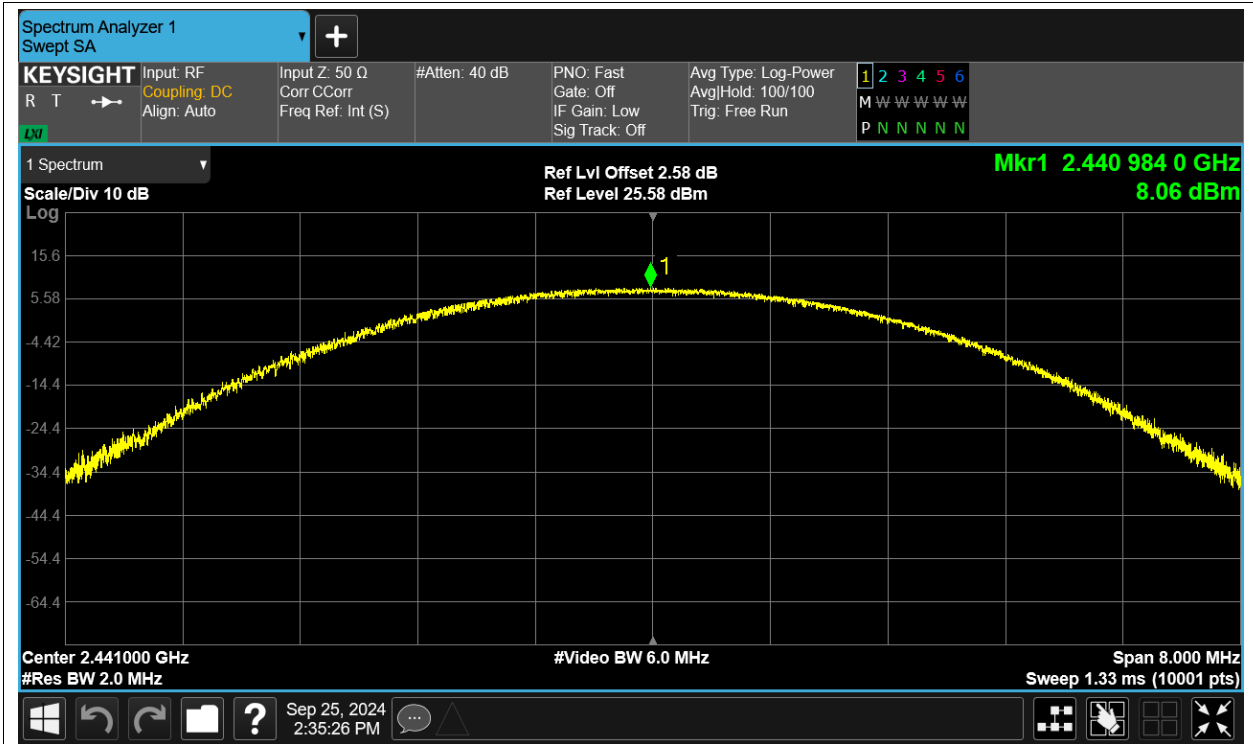 Spectrum Analyzer 1
Swept SA
KEYSIGHT
R T
LXI
Input: RF
Coupling: DC
Align: Auto
Input Z: 50 Ω
Corr CCorr
Freq Ref: Int (S)
#Atten: 40 dB
PNO: Fast
Gate: Off
IF Gain: Low
Sig Track: Off
Avg Type: Log-Power
Avg|Hold: 100/100
Trig: Free Run
1 2 3 4 5 6
M W W W W W
P N N N N N
1 Spectrum
Scale/Div 10 dB
Log
Ref Lvl Offset 2.58 dB
Ref Level 25.58 dBm
Mkr1 2.440 984 0 GHz
8.06 dBm
15.6
5.58
-4.42
-14.4
-24.4
-34.4
-44.4
-54.4
-64.4
1
Center 2.441000 GHz
#Res BW 2.0 MHz
#Video BW 6.0 MHz
Span 8.000 MHz
Sweep 1.33 ms (10001 pts)
?
Sep 25, 2024
2:35:26 PM